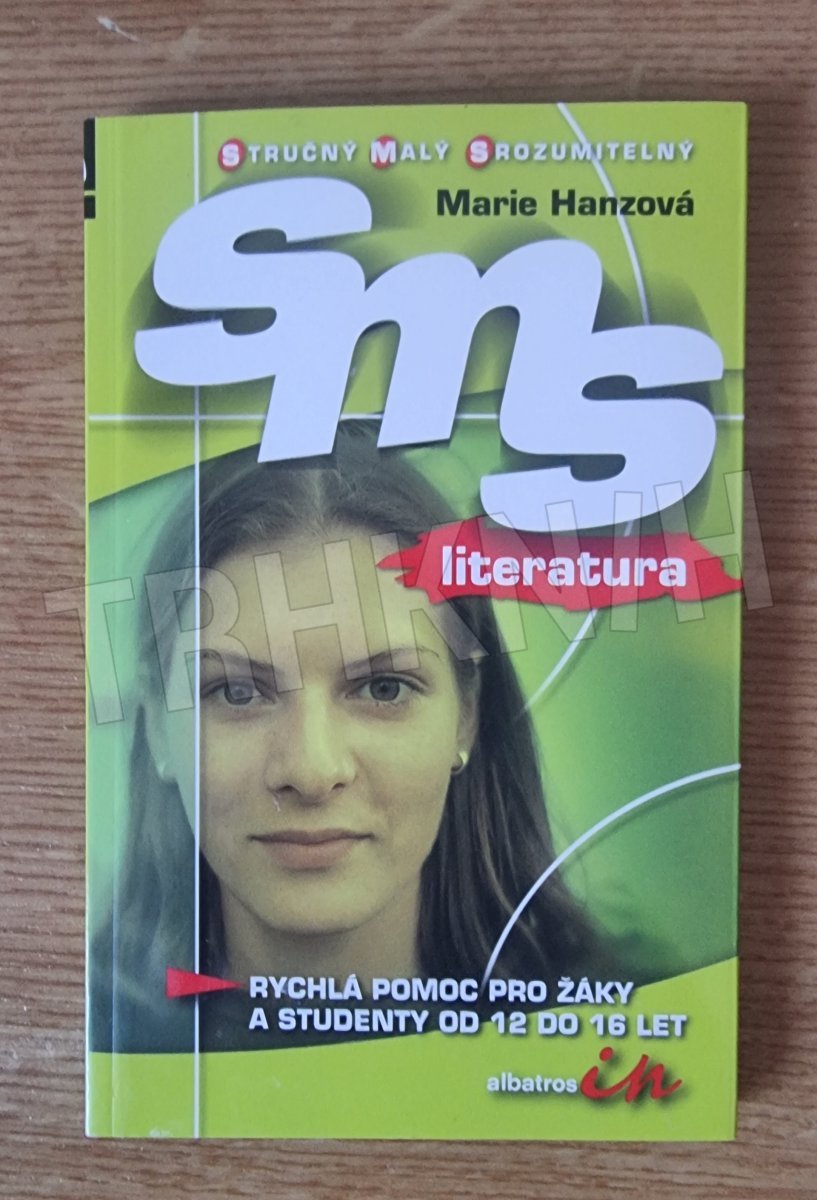 STRUČNÝ MALÝ SROZUMITELNÝ
Marie Hanzová
sms
literatura
TRHKNIH
RYCHLÁ POMOC PRO ŽÁKY
A STUDENTY OD 12 DO 16 LET
albatros in